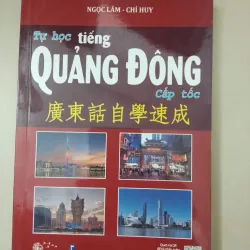 NGỌC LÂM - CHÍ HUY
Tự học tiếng
QUẢNG ĐÔNG
Cấp tốc
廣東話自學速成